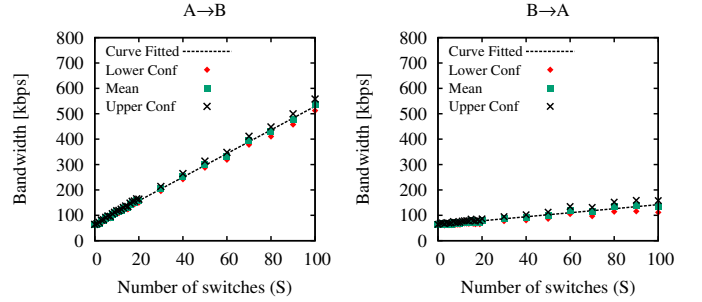 A→B
800
700
600
500
400
300
200
100
0
Bandwidth [kbps]
Curve Fitted
Lower Conf
Mean
Upper Conf
0 20 40 60 80 100
Number of switches (S)
B→A
800
700
600
500
400
300
200
100
0
Bandwidth [kbps]
Curve Fitted
Lower Conf
Mean
Upper Conf
0 20 40 60 80 100
Number of switches (S)